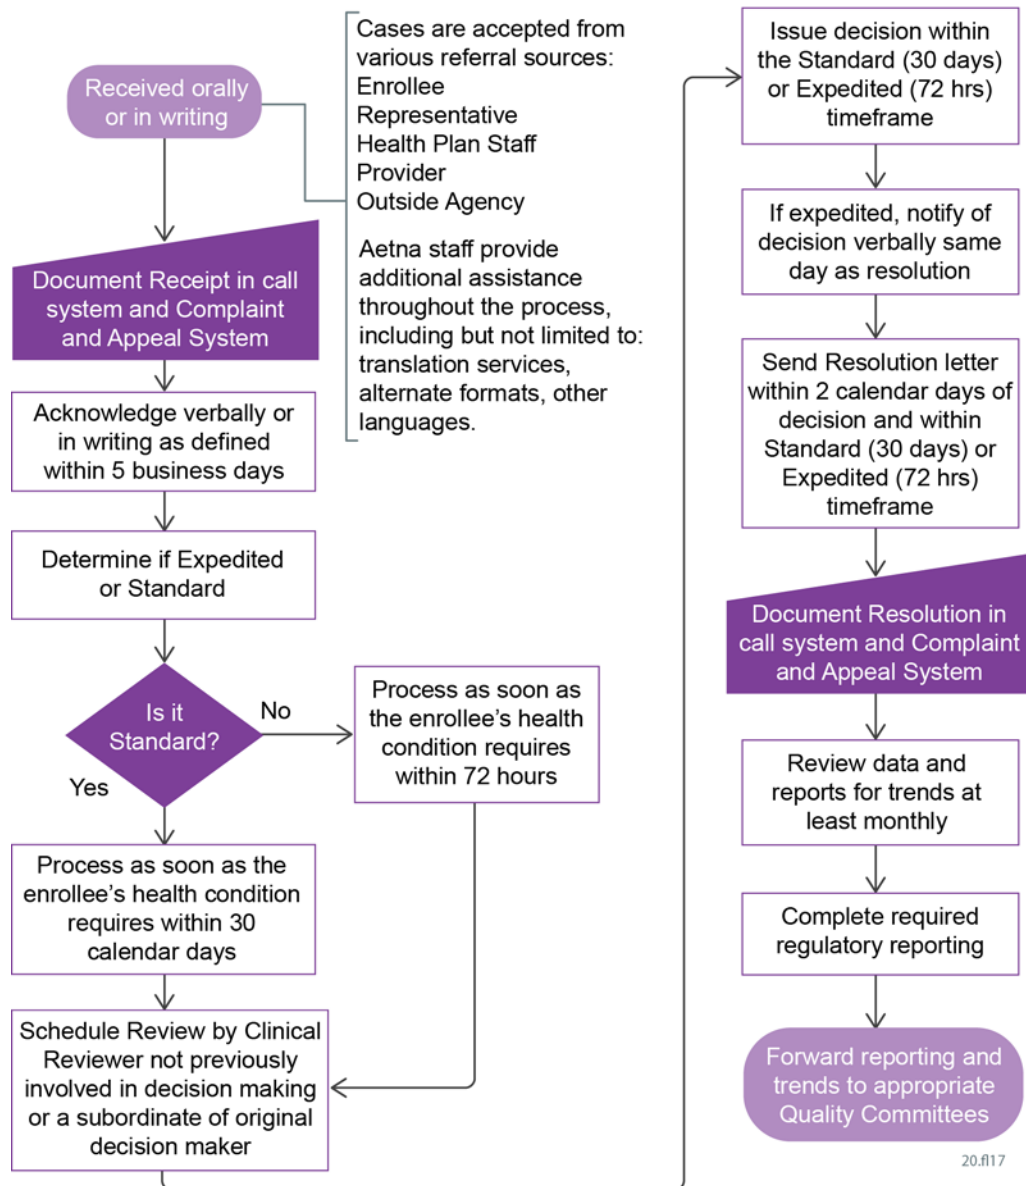 Received orally
or in writing
Cases are accepted from
various referral sources:
Enrollee
Representative
Health Plan Staff
Provider
Outside Agency
Aetna staff provide
additional assistance
throughout the process,
including but not limited to:
translation services,
alternate formats, other
languages.
Document Receipt in call
system and Complaint
and Appeal System
Acknowledge verbally or
in writing as defined
within 5 business days
Determine if Expedited
or Standard
Is it
Standard?
No
Yes
Process as soon as
the enrollee’s health
condition requires
within 72 hours
Process as soon as the
enrollee’s health condition
requires within 30
calendar days
Schedule Review by Clinical
Reviewer not previously
involved in decision making
or a subordinate of original
decision maker
Issue decision within
the Standard (30 days)
or Expedited (72 hrs)
timeframe
If expedited, notify of
decision verbally same
day as resolution
Send Resolution letter
within 2 calendar days of
decision and within
Standard (30 days) or
Expedited (72 hrs)
timeframe
Document Resolution in
call system and Complaint
and Appeal System
Review data and
reports for trends at
least monthly
Complete required
regulatory reporting
Forward reporting and
trends to appropriate
Quality Committees
20.fl17